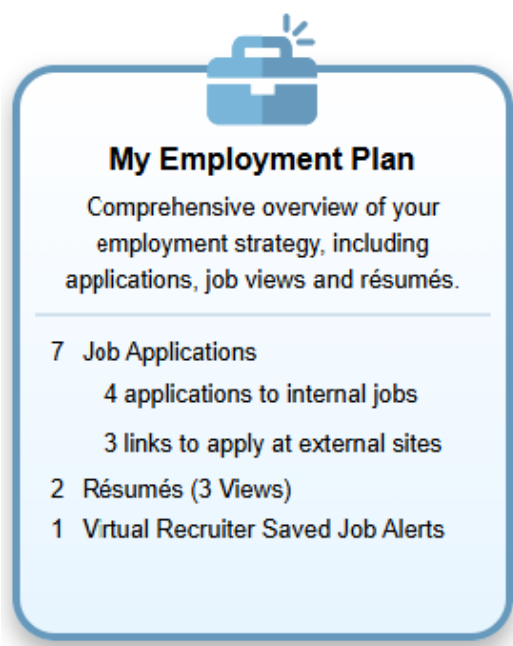 My Employment Plan
Comprehensive overview of your
employment strategy, including
applications, job views and résumés.
7 Job Applications
4 applications to internal jobs
3 links to apply at external sites
2 Résumés (3 Views)
1 Virtual Recruiter Saved Job Alerts